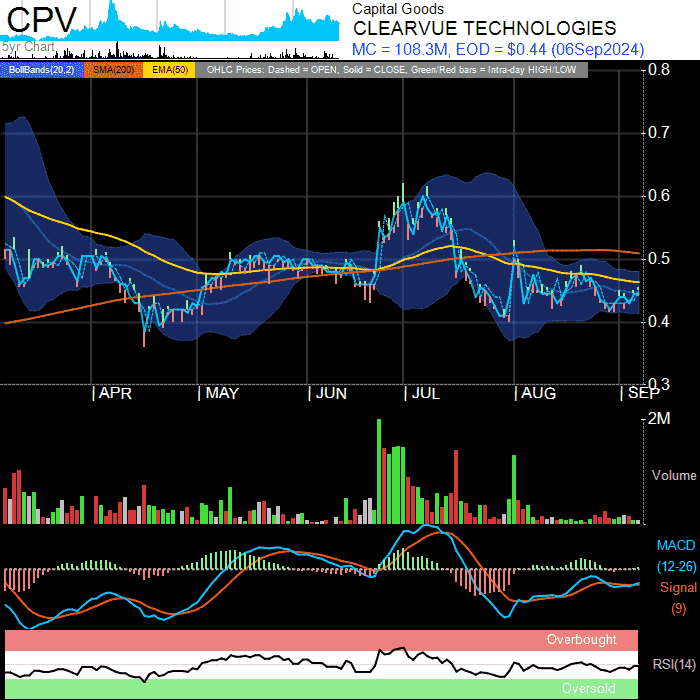 CPV
5yr Chart
Capital Goods
CLEARVUE TECHNOLOGIES
MC = 108.3M, EOD = $0.44 (06Sep2024)
BollBands(20,2) SMA(200) EMA(50) OHLC Prices: Dashed = OPEN, Solid = CLOSE, Green/Red bars = Intra-day HIGH/LOW
0.8
0.7
0.6
0.5
0.4
0.3
APR MAY JUN JUL AUG SEP
2M
Volume
MACD
(12-26)
Signal
(9)
Overbought
RSI(14)
Oversold